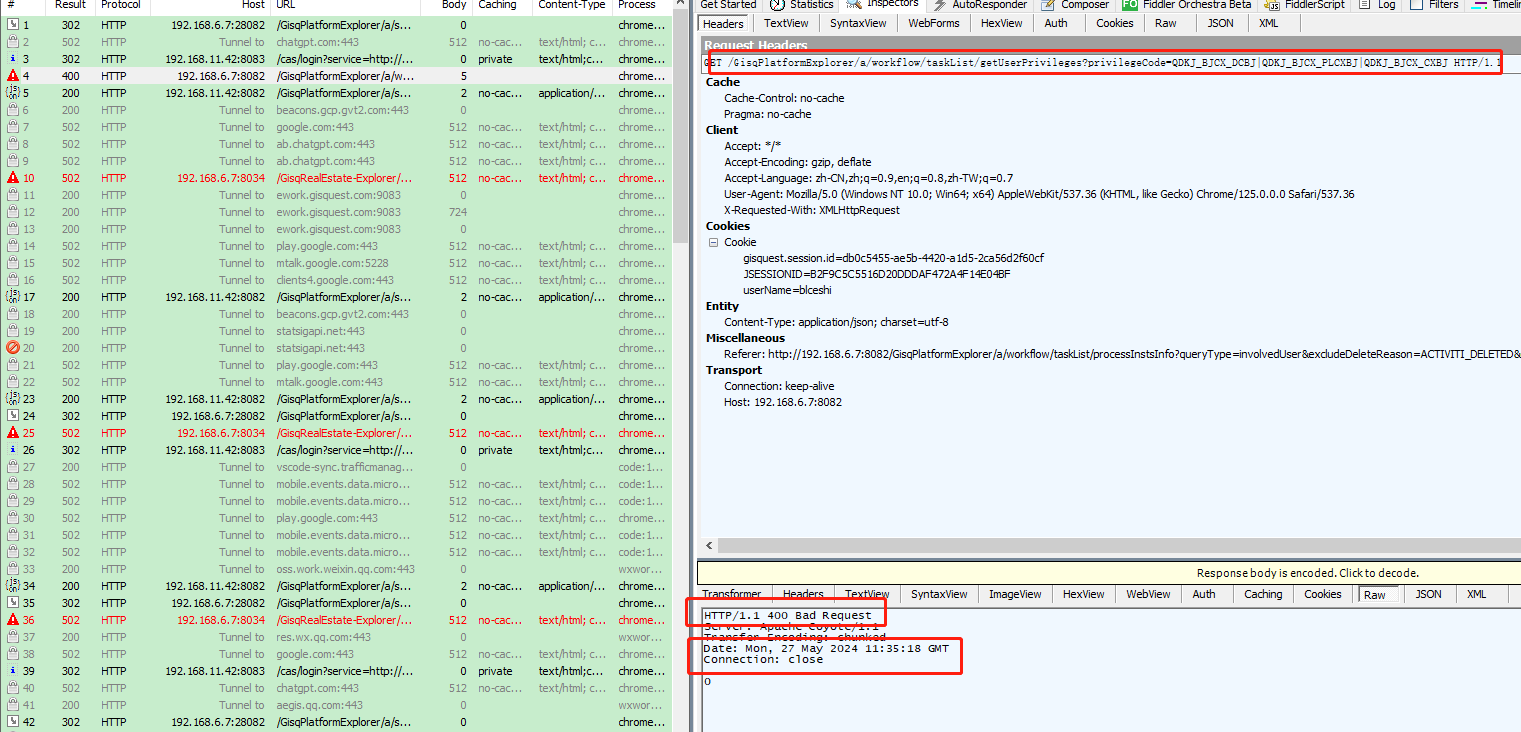 # Result Protocol Host URL Body Caching Content-Type Process
1 302 HTTP 192.168.6.7:28082 /GisqPlatformExplorer/a/s... 0 chrome...
2 502 HTTP Tunnel to chatgpt.com:443 512 no-cac... text/html; c... chrome...
3 302 HTTP 192.168.11.42:8083 /cas/login?service=http://... 0 private text/html;c... chrome...
4 400 HTTP 192.168.6.7:8082 /GisqPlatformExplorer/a/w... 5 chrome...
5 200 HTTP 192.168.11.42:8082 /GisqPlatformExplorer/a/s... 2 no-cac... application/... chrome...
6 200 HTTP Tunnel to beacons.gcp.gvt2.com:443 0 chrome...
7 502 HTTP Tunnel to google.com:443 512 no-cac... text/html; c... chrome...
8 502 HTTP Tunnel to ab.chatgpt.com:443 512 no-cac... text/html; c... chrome...
9 502 HTTP Tunnel to ab.chatgpt.com:443 512 no-cac... text/html; c... chrome...
10 502 HTTP 192.168.6.7:8034 /GisqRealEstate-Explorer/... 512 no-cac... text/html; c... chrome...
11 200 HTTP Tunnel to ework.gisquest.com:9083 0 chrome...
12 200 HTTP Tunnel to ework.gisquest.com:9083 724 chrome...
13 200 HTTP Tunnel to ework.gisquest.com:9083 0 chrome...
14 502 HTTP Tunnel to play.google.com:443 512 no-cac... text/html; c... chrome...
15 502 HTTP Tunnel to mtalk.google.com:5228 512 no-cac... text/html; c... chrome...
16 502 HTTP Tunnel to clients4.google.com:443 512 no-cac... text/html; c... chrome...
17 200 HTTP 192.168.11.42:8082 /GisqPlatformExplorer/a/s... 2 no-cac... application/... chrome...
18 200 HTTP Tunnel to beacons.gcp.gvt2.com:443 0 chrome...
19 200 HTTP Tunnel to statsigapi.net:443 0 chrome...
20 200 HTTP Tunnel to statsigapi.net:443 0 chrome...
21 502 HTTP Tunnel to play.google.com:443 512 no-cac... text/html; c... chrome...
22 502 HTTP Tunnel to mtalk.google.com:443 512 no-cac... text/html; c... chrome...
23 200 HTTP 192.168.11.42:8082 /GisqPlatformExplorer/a/s... 2 no-cac... application/... chrome...
24 302 HTTP 192.168.6.7:28082 /GisqPlatformExplorer/a/s... 0 chrome...
25 502 HTTP 192.168.6.7:8034 /GisqRealEstate-Explorer/... 512 no-cac... text/html; c... chrome...
26 302 HTTP 192.168.11.42:8083 /cas/login?service=http://... 0 private text/html;c... chrome...
27 200 HTTP Tunnel to vscode-sync.trafficmanag... 0 code:1...
28 502 HTTP Tunnel to mobile.events.data.micro... 512 no-cac... text/html; c... code:1...
29 502 HTTP Tunnel to mobile.events.data.micro... 512 no-cac... text/html; c... code:1...
30 502 HTTP Tunnel to play.google.com:443 512 no-cac... text/html; c... chrome...
31 502 HTTP Tunnel to mobile.events.data.micro... 512 no-cac... text/html; c... code:1...
32 502 HTTP Tunnel to mobile.events.data.micro... 512 no-cac... text/html; c... code:1...
33 200 HTTP Tunnel to oss.work.weixin.qq.com:443 0 wxwor...
34 200 HTTP 192.168.11.42:8082 /GisqPlatformExplorer/a/s... 2 no-cac... application/... chrome...
35 302 HTTP 192.168.6.7:28082 /GisqPlatformExplorer/a/s... 0 chrome...
36 502 HTTP 192.168.6.7:8034 /GisqRealEstate-Explorer/... 512 no-cac... text/html; c... chrome...
37 200 HTTP Tunnel to res.wx.qq.com:443 0 wxwor...
38 502 HTTP Tunnel to google.com:443 512 no-cac... text/html; c... chrome...
39 302 HTTP 192.168.11.42:8083 /cas/login?service=http://... 0 private text/html;c... chrome...
40 502 HTTP Tunnel to chatgpt.com:443 512 no-cac... text/html; c... chrome...
41 200 HTTP Tunnel to aegis.qq.com:443 0 wxwor...
42 302 HTTP 192.168.6.7:28082 /GisqPlatformExplorer/a/s... 0 chrome...
Get Started Statistics Inspectors AutoResponder Composer FO Fiddler Orchestra Beta FiddlerScript Log Filters Timelin
Headers TextView SyntaxView WebForms HexView Auth Cookies Raw JSON XML
Request Headers
GET /GisqPlatformExplorer/a/workflow/taskList/getUserPrivileges?privilegeCode=QDKJ_BJCX_DCBJ|QDKJ_BJCX_PLCXBJ|QDKJ_BJCX_CXBJ HTTP/1.1
Cache
Cache-Control: no-cache
Pragma: no-cache
Client
Accept: */*
Accept-Encoding: gzip, deflate
Accept-Language: zh-CN,zh;q=0.9,en;q=0.8,zh-TW;q=0.7
User-Agent: Mozilla/5.0 (Windows NT 10.0; Win64; x64) AppleWebKit/537.36 (KHTML, like Gecko) Chrome/125.0.0.0 Safari/537.36
X-Requested-With: XMLHttpRequest
Cookies
Cookie
gisquest.session.id=db0c5455-ae5b-4420-a1d5-2ca56d2f60cf
JSESSIONID=B2F9C5C5516D20DDDAF472A4F14E04BF
userName=blceshi
Entity
Content-Type: application/json; charset=utf-8
Miscellaneous
Referer: http://192.168.6.7:8082/GisqPlatformExplorer/a/workflow/taskList/processInstsInfo?queryType=involvedUser&excludeDeleteReason=ACTIVITI_DELETED&
Transport
Connection: keep-alive
Host: 192.168.6.7:8082
Response body is encoded. Click to decode.
Transformer Headers TextView SyntaxView ImageView HexView WebView Auth Caching Cookies Raw JSON XML
HTTP/1.1 400 Bad Request
Server: Apache-Coyote/1.1
Transfer-Encoding: chunked
Date: Mon, 27 May 2024 11:35:18 GMT
Connection: close
0